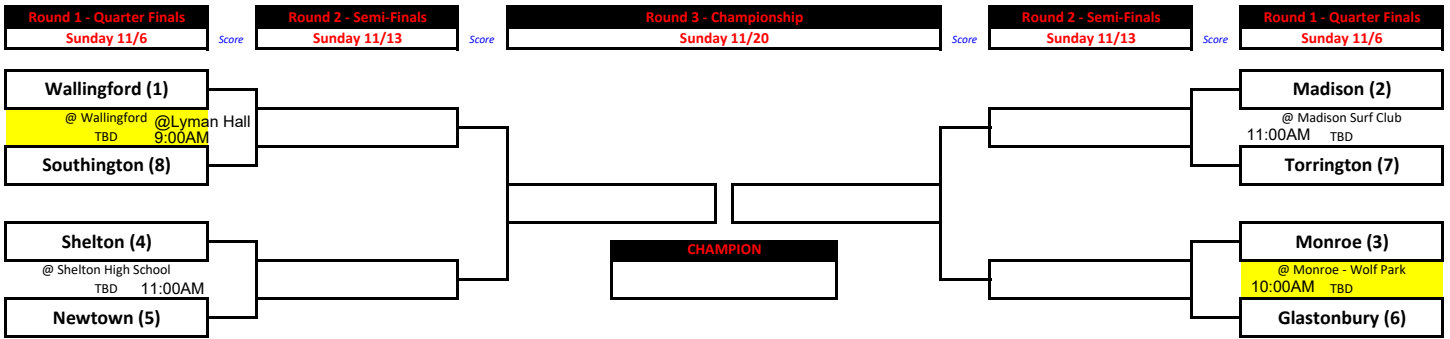 Round 1 - Quarter Finals
Sunday 11/6
Score
Round 2 - Semi-Finals
Sunday 11/13
Score
Round 3 - Championship
Sunday 11/20
Score
Round 2 - Semi-Finals
Sunday 11/13
Score
Round 1 - Quarter Finals
Sunday 11/6
Wallingford (1)
@ Wallingford @Lyman Hall
TBD 9:00AM
Southington (8)
Shelton (4)
@ Shelton High School
TBD 11:00AM
Newtown (5)
CHAMPION
Madison (2)
@ Madison Surf Club
11:00AM TBD
Torrington (7)
Monroe (3)
@ Monroe - Wolf Park
10:00AM TBD
Glastonbury (6)